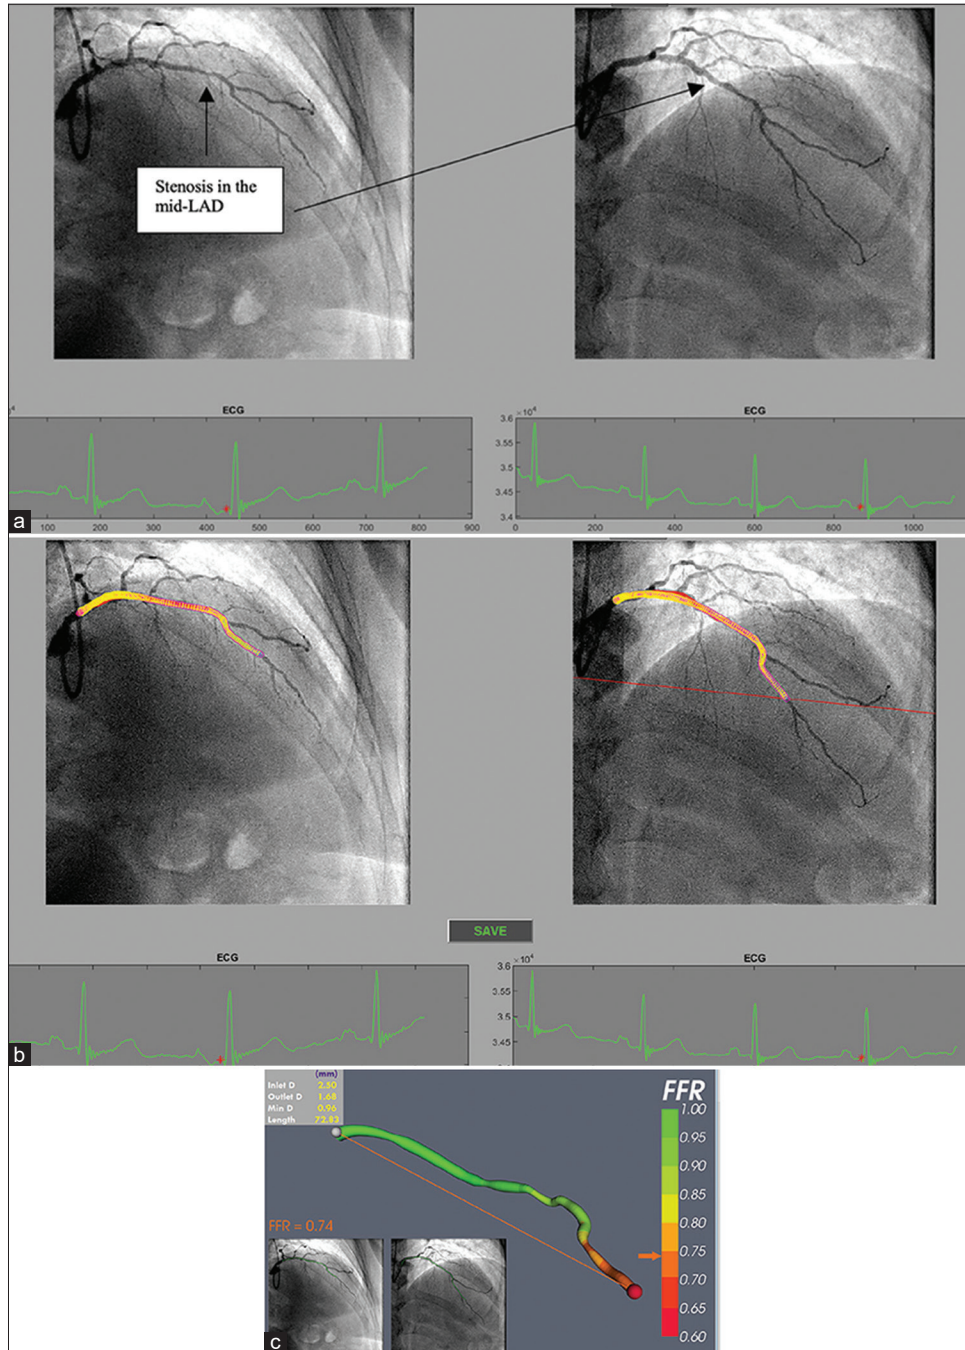 Stenosis in the
mid-LAD
ECG
ECG
×10⁴
3.6
3.55
3.5
3.45
3.4
100 200 300 400 500 600 700 800 900
0 200 400 600 800 1000
a
SAVE
ECG
ECG
×10⁴
3.6
3.55
3.5
3.45
b
(mm)
Inlet D 2.50
Outlet D 1.68
Min D 0.96
Length 72.83
FFR
1.00
0.95
0.90
0.85
0.80
0.75
0.70
0.65
0.60
FFR = 0.74
c